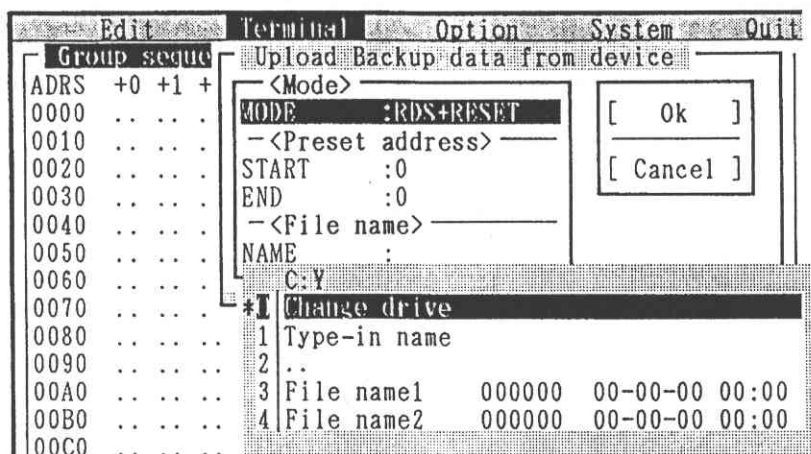 Edit Terminal Option System Quit
Group seque Upload Backup data from device
ADRS +0 +1 + <Mode>
0000 .. .. . MODE :RDS+RESET [ Ok ]
0010 .. .. . <Preset address>
0020 .. .. . START :0 [ Cancel ]
0030 .. .. . END :0
0040 .. .. . <File name>
0050 .. .. . NAME :
0060 .. .. . C:¥
0070 .. .. . * Change drive
0080 .. .. .. 1 Type-in name
0090 .. .. .. 2 ..
00A0 .. .. .. 3 File name1 000000 00-00-00 00:00
00B0 .. .. .. 4 File name2 000000 00-00-00 00:00
00C0 .. .. ..